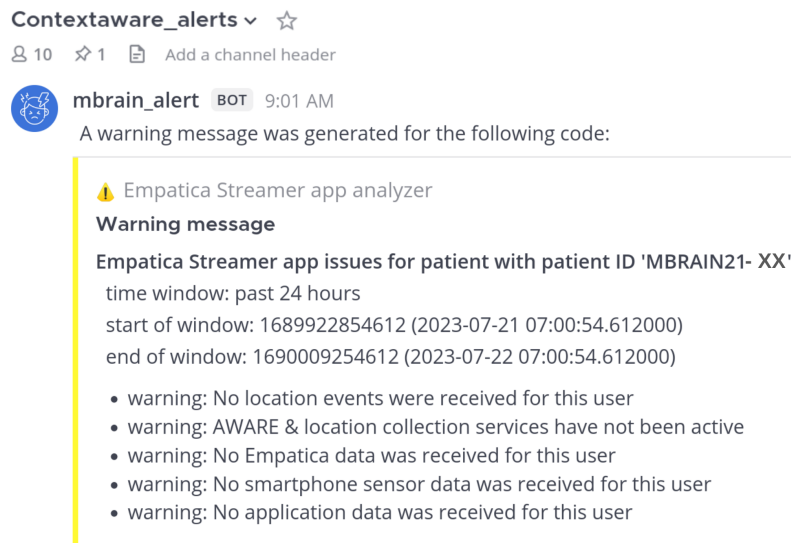 Contextaware_alerts
10 1 Add a channel header
mbrain_alert BOT 9:01 AM
A warning message was generated for the following code:
Empatica Streamer app analyzer
Warning message
Empatica Streamer app issues for patient with patient ID 'MBRAIN21- XX'
time window: past 24 hours
start of window: 1689922854612 (2023-07-21 07:00:54.612000)
end of window: 1690009254612 (2023-07-22 07:00:54.612000)
• warning: No location events were received for this user
• warning: AWARE & location collection services have not been active
• warning: No Empatica data was received for this user
• warning: No smartphone sensor data was received for this user
• warning: No application data was received for this user